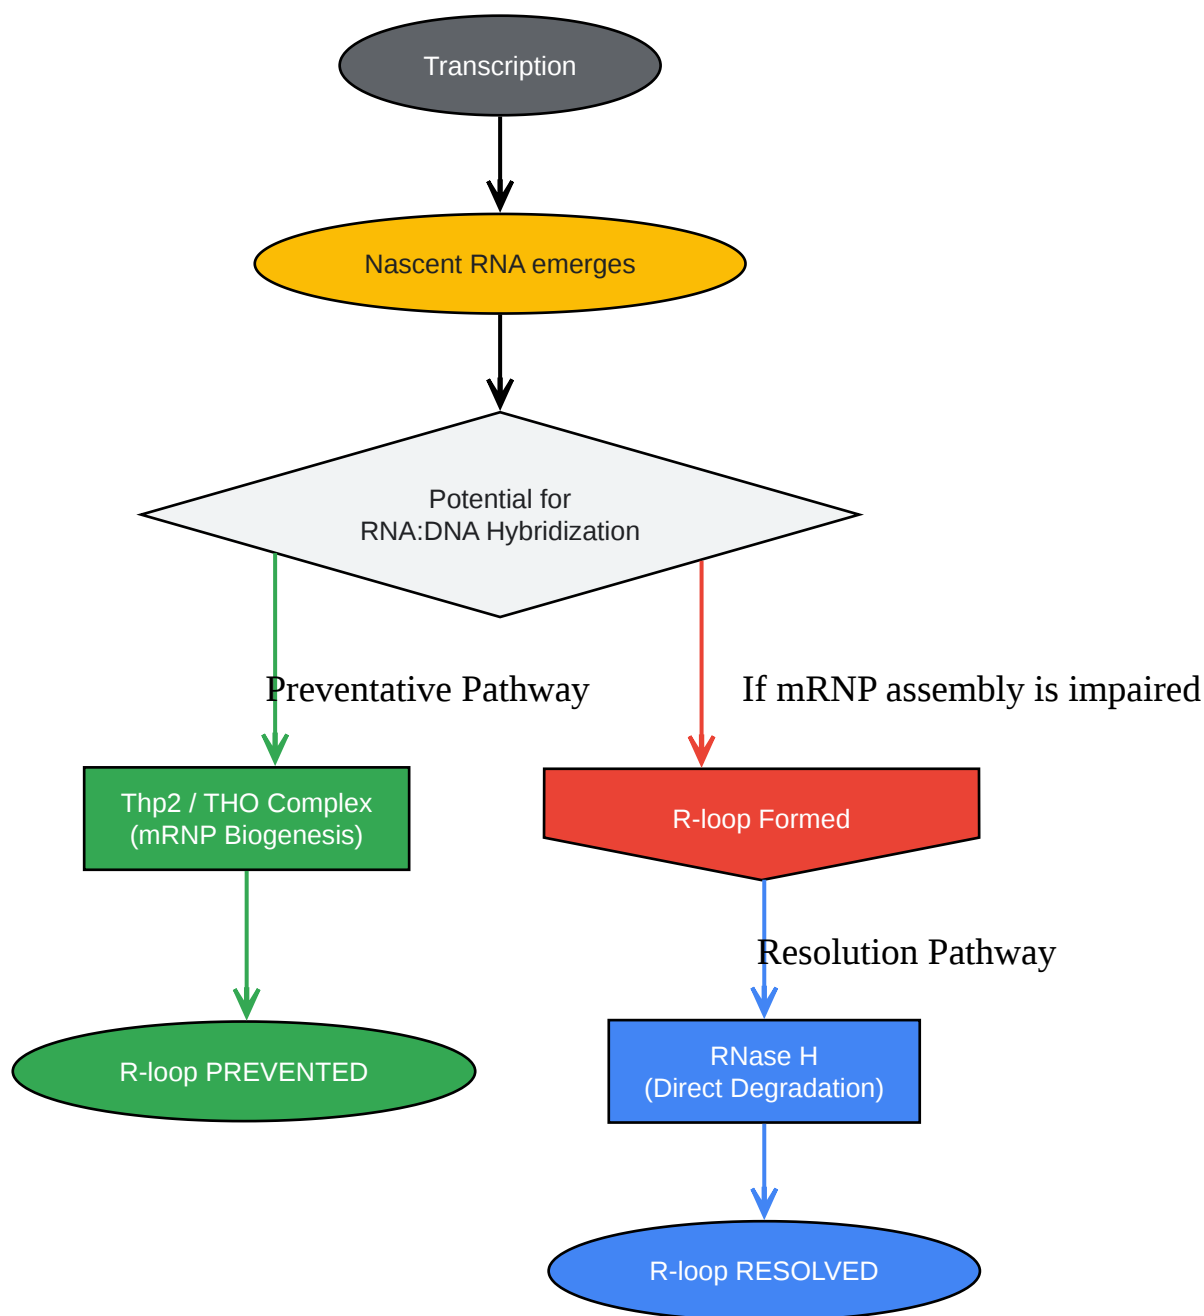 Transcription
Nascent RNA emerges
Potential for
RNA:DNA Hybridization
Preventative Pathway
If mRNP assembly is impaired
Thp2 / THO Complex
(mRNP Biogenesis)
R-loop Formed
Resolution Pathway
R-loop PREVENTED
RNase H
(Direct Degradation)
R-loop RESOLVED